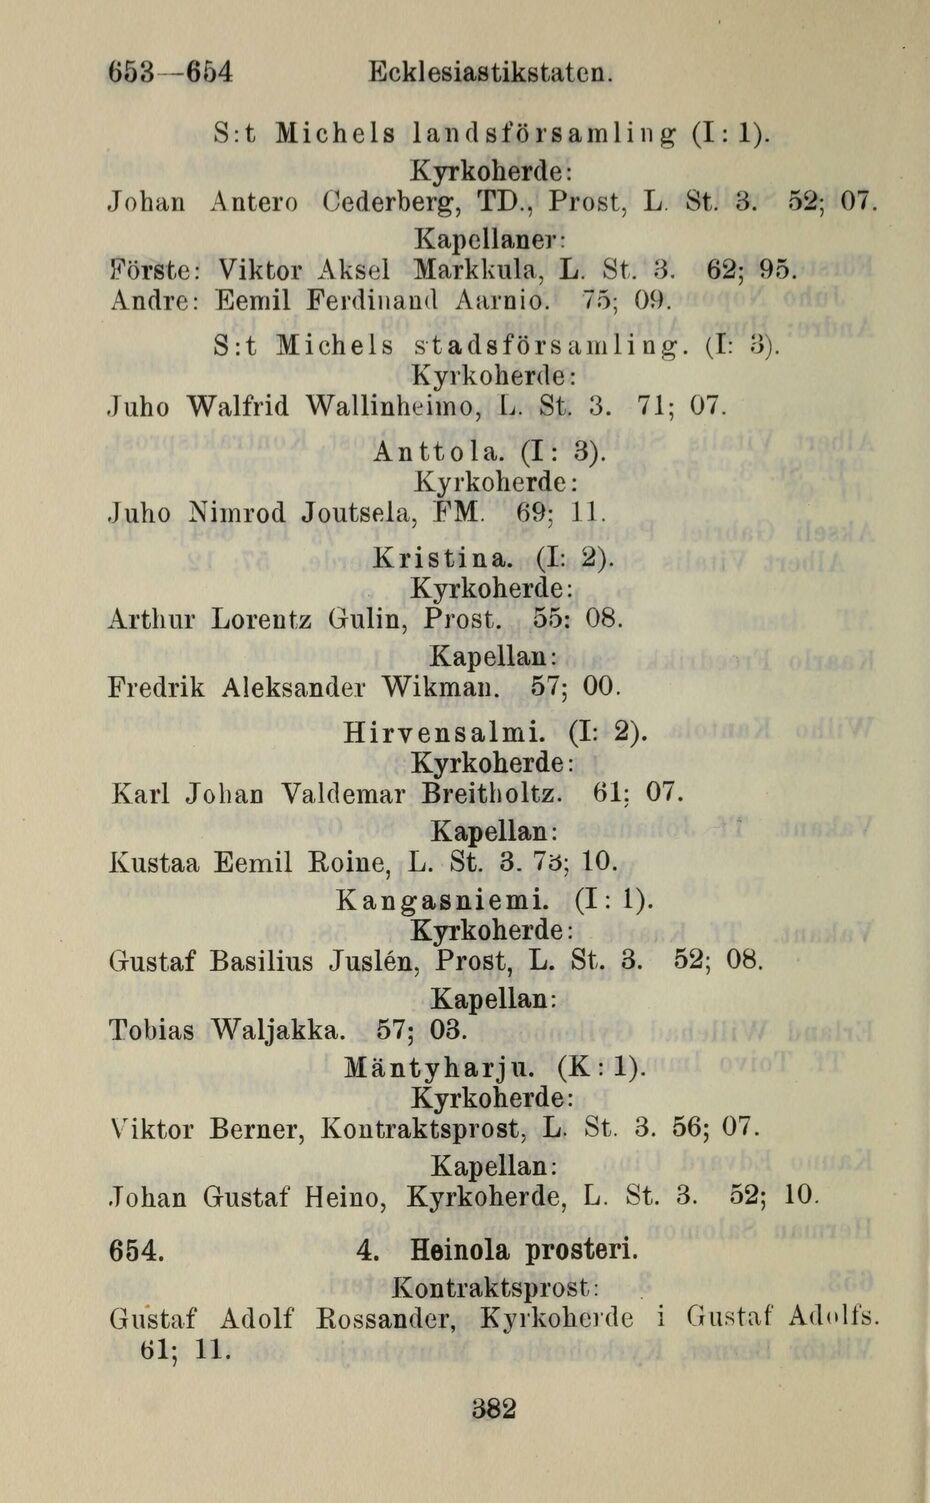 653—654 Ecklesiastikstaten.
S:t Michels landsförsamling (I: 1).
Kyrkoherde:
Johan Antero Cederberg, TD., Prost, L. St. 3. 52; 07.
Kapellaner:
Förste: Viktor Aksel Markkula, L. St. 3. 62; 95.
Andre: Eemil Ferdinand Aarnio. 75; 09.
S:t Michels stadsförsamling. (I: 3).
Kyrkoherde:
Juho Walfrid Wallinheimo, L. St. 3. 71; 07.
Anttola. (I: 3).
Kyrkoherde:
Juho Nimrod Joutsela, FM. 69; 11.
Kristina. (I: 2).
Kyrkoherde:
Arthur Lorentz Gulin, Prost. 55: 08.
Kapellan:
Fredrik Aleksander Wikman. 57; 00.
Hirvensalmi. (I: 2).
Kyrkoherde:
Karl Johan Valdemar Breitholtz. 61; 07.
Kapellan:
Kustaa Eemil Roine, L. St. 3. 73; 10.
Kangasniemi. (I: 1).
Kyrkoherde:
Gustaf Basilius Juslén, Prost, L. St. 3. 52; 08.
Kapellan:
Tobias Waljakka. 57; 03.
Mäntyharju. (K: 1).
Kyrkoherde:
Viktor Berner, Kontraktsprost, L. St. 3. 56; 07.
Kapellan:
Johan Gustaf Heino, Kyrkoherde, L. St. 3. 52; 10.
654. 4. Heinola prosteri.
Kontraktsprost:
Gustaf Adolf Rossander, Kyrkoherde i Gustaf Adolfs.
61; 11.
382